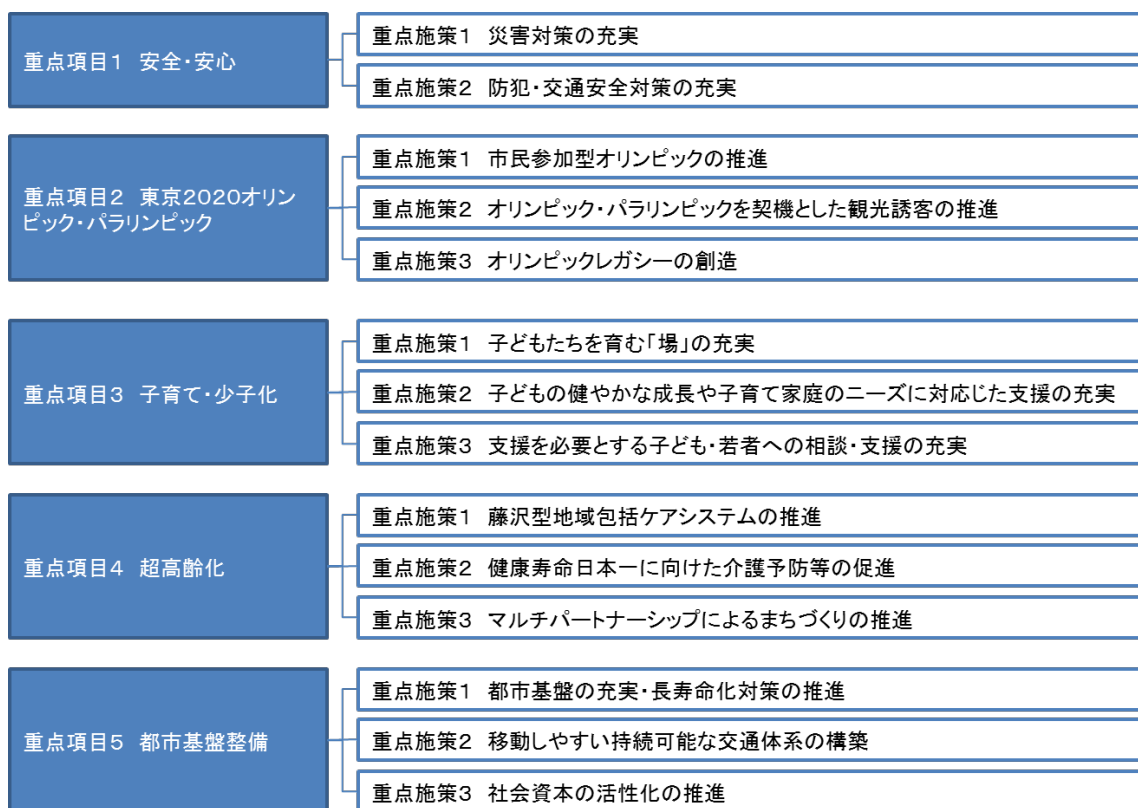 重点項目1　安全・安心
重点施策1　災害対策の充実
重点施策2　防犯・交通安全対策の充実
重点項目2　東京2020オリン
ピック・パラリンピック
重点施策1　市民参加型オリンピックの推進
重点施策2　オリンピック・パラリンピックを契機とした観光誘客の推進
重点施策3　オリンピックレガシーの創造
重点項目3　子育て・少子化
重点施策1　子どもたちを育む「場」の充実
重点施策2　子どもの健やかな成長や子育て家庭のニーズに対応じた支援の充実
重点施策3　支援を必要とする子ども・若者への相談・支援の充実
重点項目4　超高齢化
重点施策1　藤沢型地域包括ケアシステムの推進
重点施策2　健康寿命日本一に向けた介護予防等の促進
重点施策3　マルチパートナーシップによるまちづくりの推進
重点項目5　都市基盤整備
重点施策1　都市基盤の充実・長寿命化対策の推進
重点施策2　移動しやすい持続可能な交通体系の構築
重点施策3　社会資本の活性化の推進